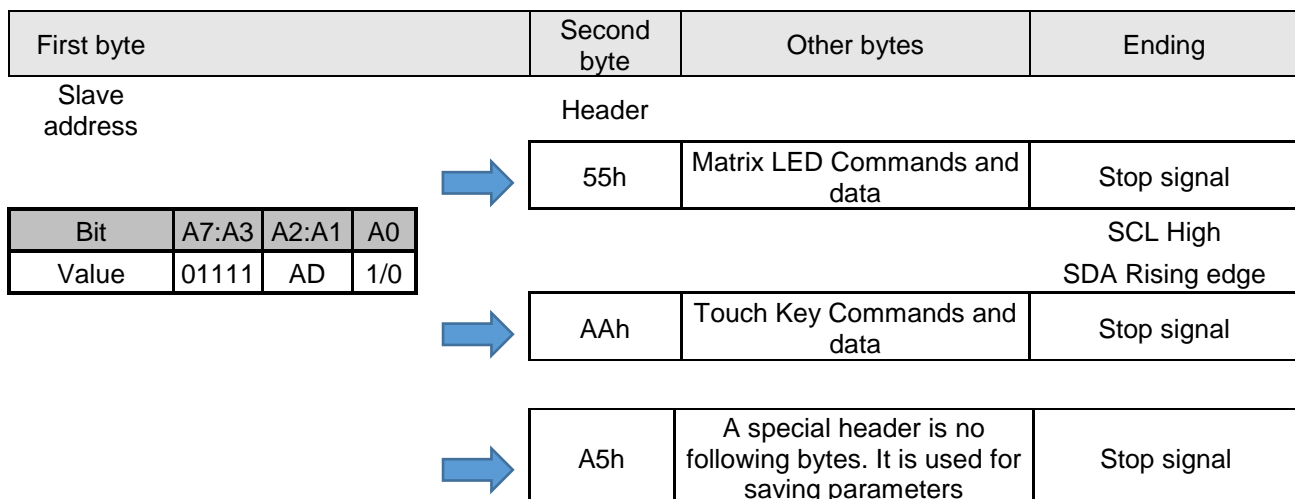 First byte
Second
byte
Other bytes
Ending
Slave
address
Header
55h
Matrix LED Commands and
data
Stop signal
Bit A7:A3 A2:A1 A0
Value 01111 AD 1/0
SCL High
SDA Rising edge
AAh
Touch Key Commands and
data
Stop signal
A5h
A special header is no
following bytes. It is used for
saving parameters
Stop signal